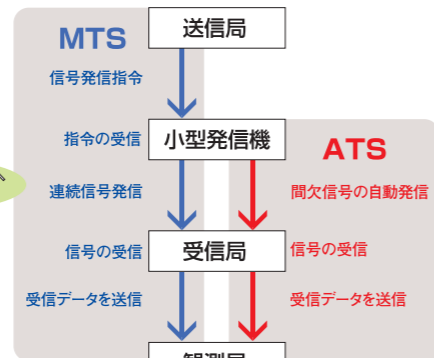 MTS
送信局
信号発信指令
指令の受信
小型発信機
ATS
連続信号発信
間欠信号の自動発信
信号の受信
受信局
信号の受信
受信データを送信
受信データを送信
観測局